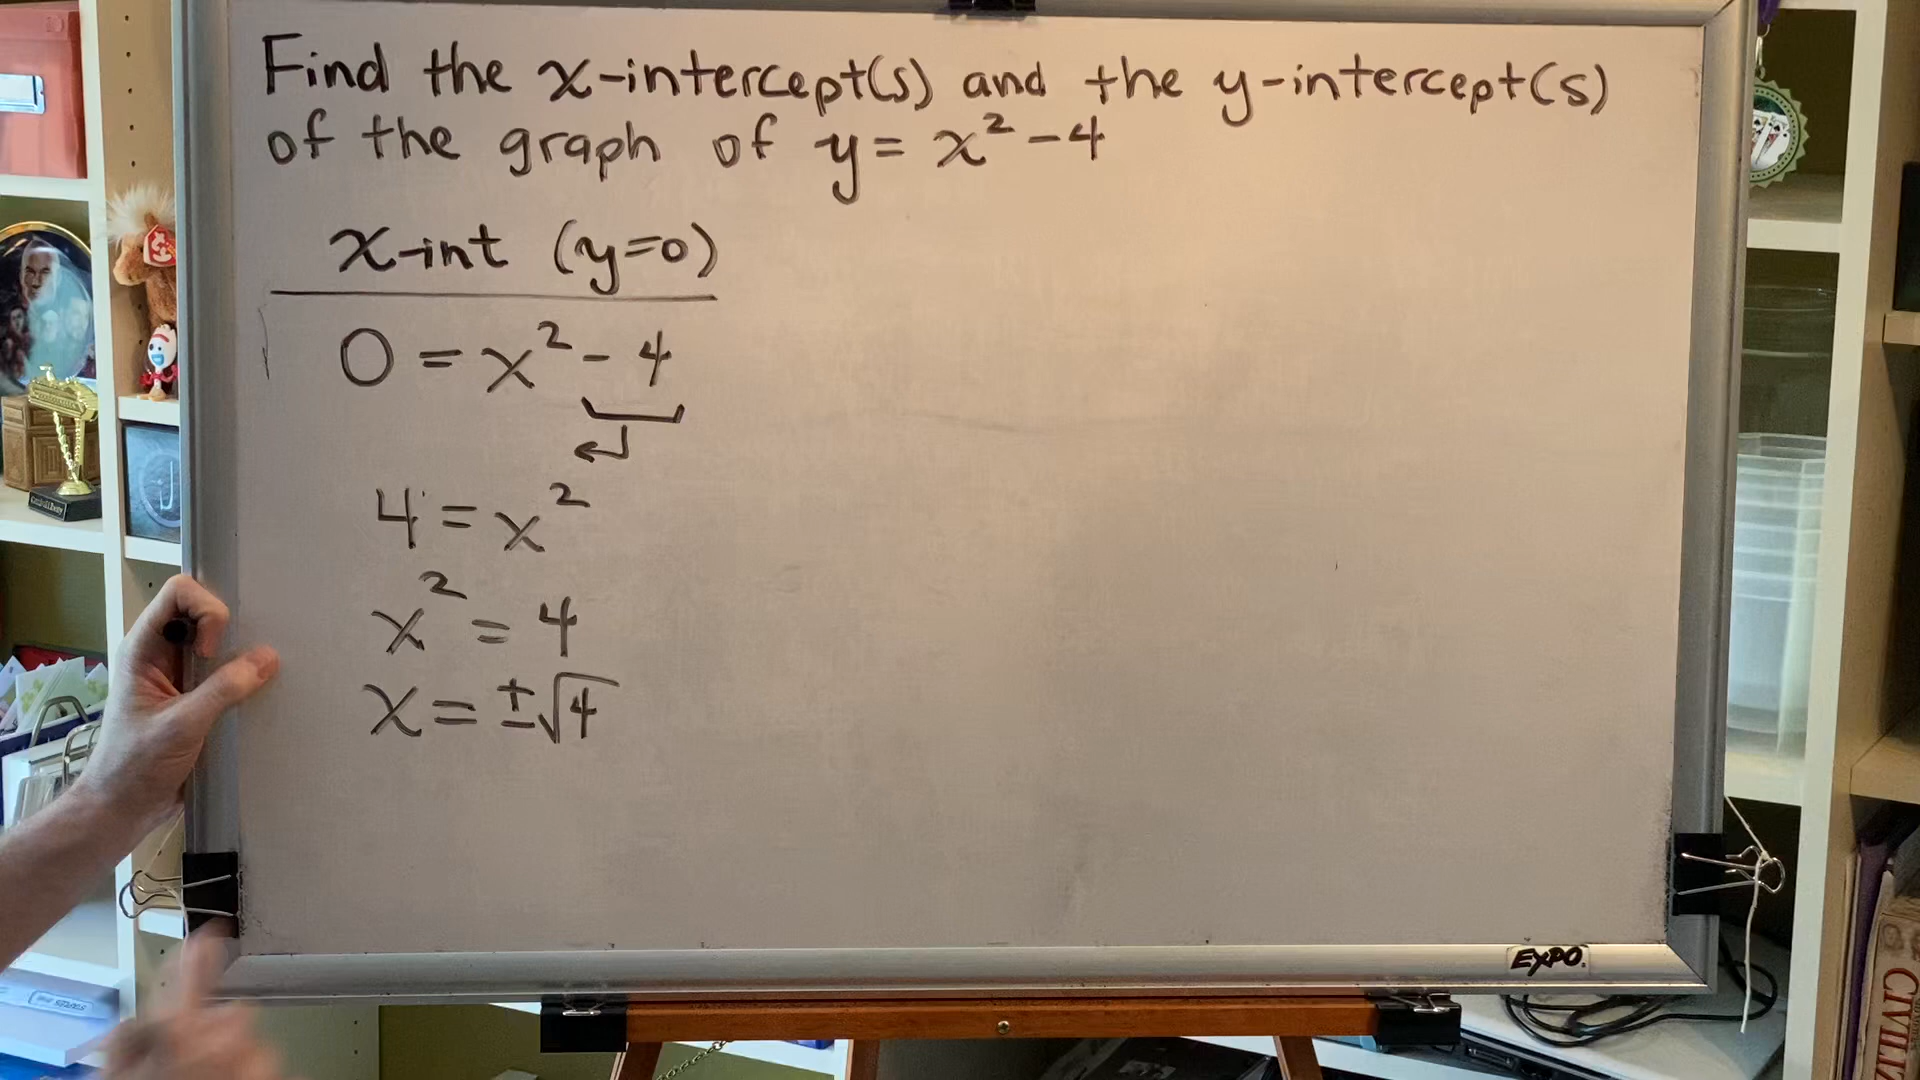 Find the x-intercept(s) and the y-intercept(s)
of the graph of y = x² - 4
x-int (y=0)
0 = x² - 4
4 = x²
x² = 4
x = ±√4
EXPO.